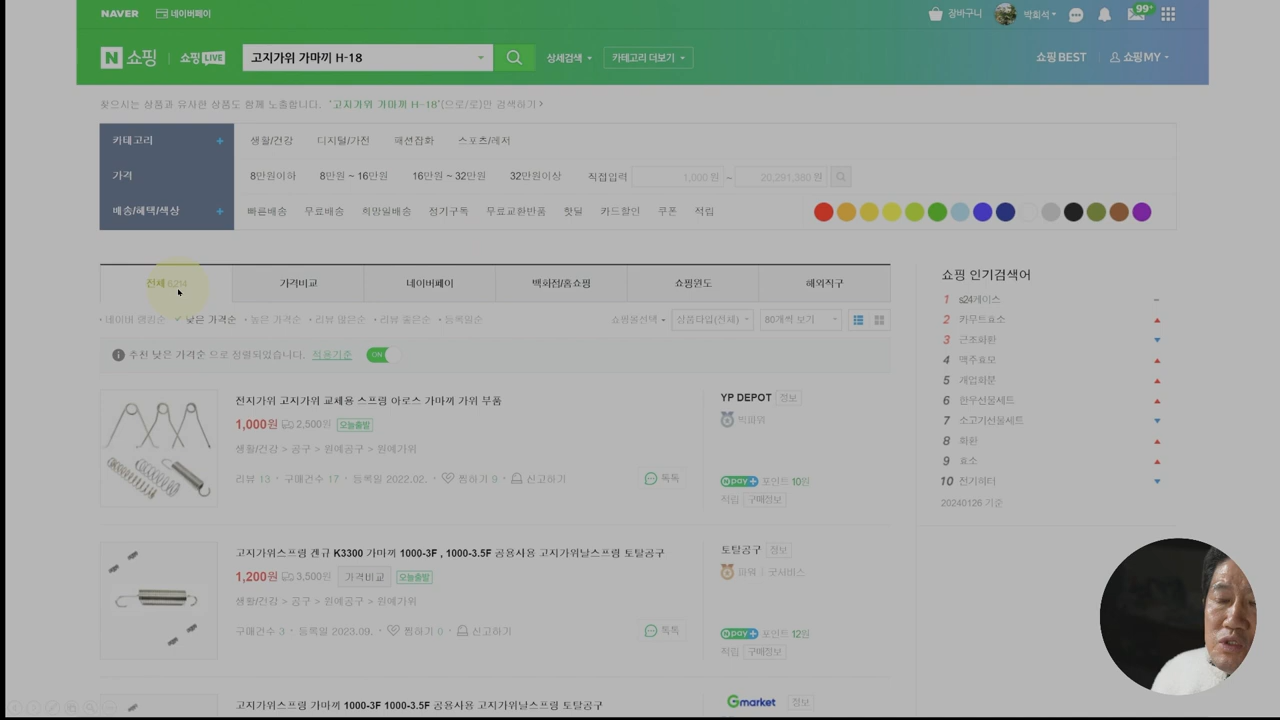 NAVER 네이버페이 장바구니 박희석 99+
N 쇼핑 쇼핑 LIVE 고지가위 가마끼 H-18 상세검색 카테고리 더보기 쇼핑BEST 쇼핑MY
찾으시는 상품과 유사한 상품도 함께 노출합니다. '고지가위 가마끼 H-18'(으로/로)만 검색하기 >
카테고리 + 생활/건강 디지털/가전 패션잡화 스포츠/레저
가격 8만원이하 8만원 ~ 16만원 16만원 ~ 32만원 32만원이상 직접입력 1,000 원 ~ 20,291,380 원
배송/혜택/색상 + 빠른배송 무료배송 희망일배송 정기구독 무료교환반품 핫딜 카드할인 쿠폰 적립
전체 6,214 가격비교 네이버페이 백화점/홈쇼핑 쇼핑윈도 해외직구
네이버 랭킹순 낮은 가격순 높은 가격순 리뷰 많은순 리뷰 좋은순 등록일순 쇼핑몰선택 상품타입(전체) 80개씩 보기
추천 낮은 가격순 으로 정렬되었습니다. 적용기준 ON
전지가위 고지가위 교체용 스프링 아로스 가마끼 가위 부품
1,000원 2,500원 오늘출발
생활/건강 > 공구 > 원예공구 > 원예가위
리뷰 13 · 구매건수 17 · 등록일 2022.02. · 찜하기 9 · 신고하기 톡톡
YP DEPOT 정보
빅파워
N pay+ 포인트 10원
적립 구매정보
고지가위스프링 겐규 K3300 가마끼 1000-3F , 1000-3.5F 공용사용 고지가위날스프링 토탈공구
1,200원 3,500원 가격비교 오늘출발
생활/건강 > 공구 > 원예공구 > 원예가위
구매건수 3 · 등록일 2023.09. · 찜하기 0 · 신고하기 톡톡
토탈공구 정보
파워 굿서비스
N pay+ 포인트 12원
적립 구매정보
고지가위스프링 가마끼 1000-3F 1000-3.5F 공용사용 고지가위날스프링 토탈공구
Gmarket 정보
쇼핑 인기검색어
1 s24케이스
2 카무트효소
3 근조화환
4 맥주효모
5 개업화분
6 한우선물세트
7 소고기선물세트
8 화환
9 효소
10 전기히터
20240126 기준